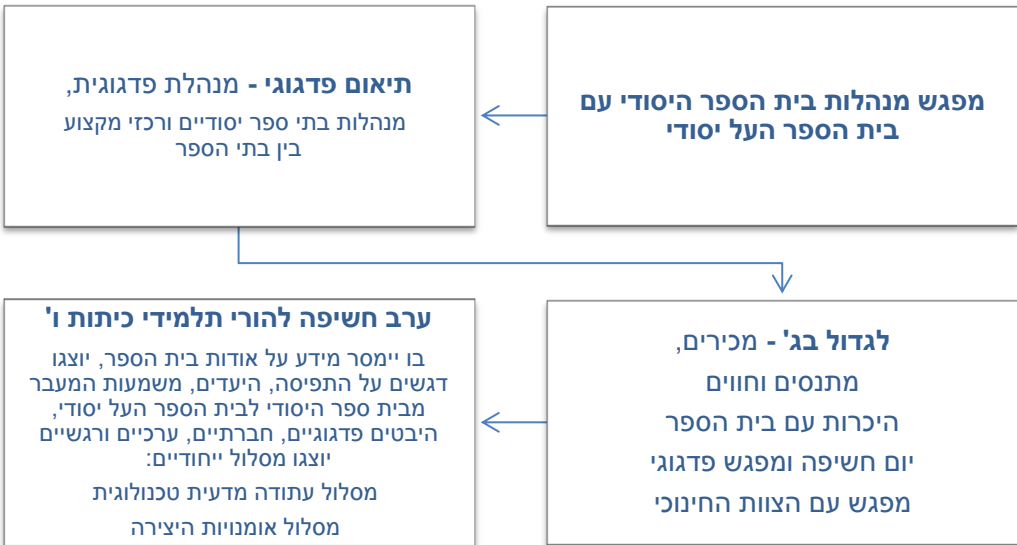 מפגש מנהלות בית הספר היסודי עם
בית הספר העל יסודי
תיאום פדגוגי - מנהלת פדגוגית,
מנהלות בתי ספר יסודיים ורכזי מקצוע
בין בתי הספר
לגדול בג' - מכירים,
מתנסים וחווים
היכרות עם בית הספר
יום חשיפה ומפגש פדגוגי
מפגש עם הצוות החינוכי
ערב חשיפה להורי תלמידי כיתות ו'
בו יימסר מידע על אודות בית הספר, יוצגו
דגשים על התפיסה, היעדים, משמעות המעבר
מבית ספר היסודי לבית הספר העל יסודי,
היבטים פדגוגיים, חברתיים, ערכיים ורגשיים
יוצגו מסלול ייחודיים:
מסלול עתודה מדעית טכנולוגית
מסלול אומנויות היצירה